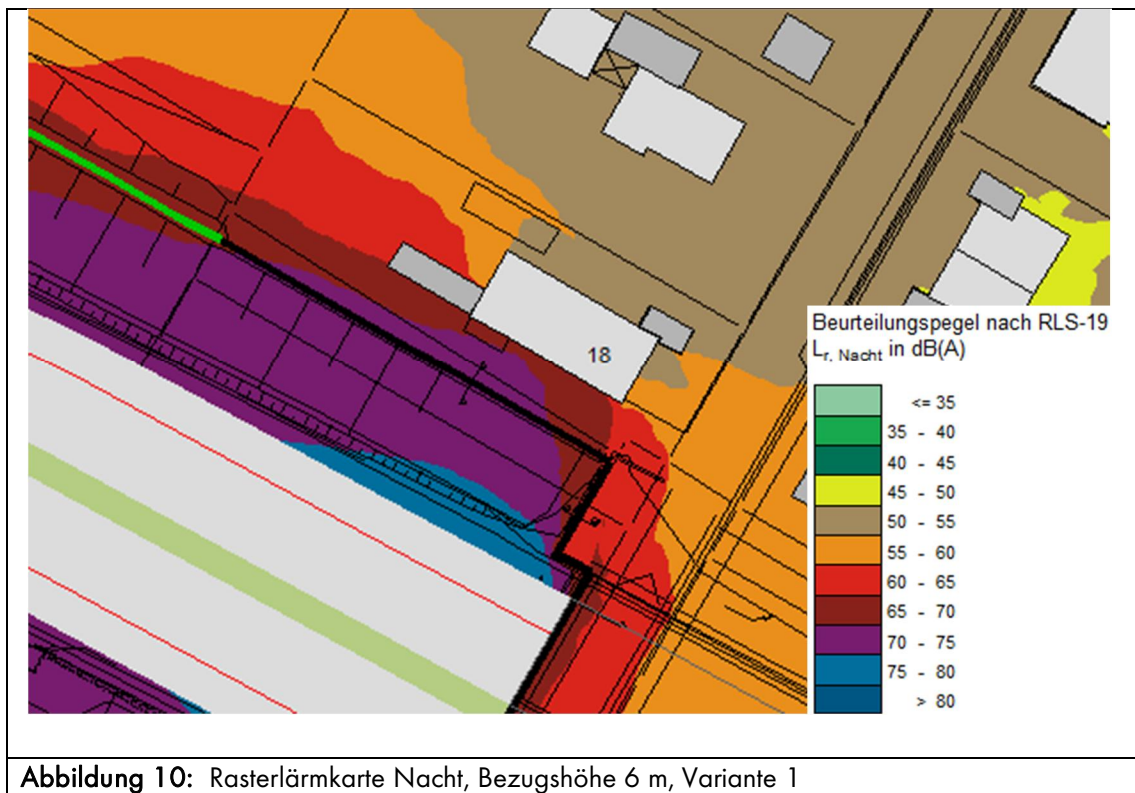 18
Beurteilungspegel nach RLS-19
Lr, Nacht in dB(A)
<= 35
35 - 40
40 - 45
45 - 50
50 - 55
55 - 60
60 - 65
65 - 70
70 - 75
75 - 80
> 80
Abbildung 10: Rasterlärmkarte Nacht, Bezugshöhe 6 m, Variante 1